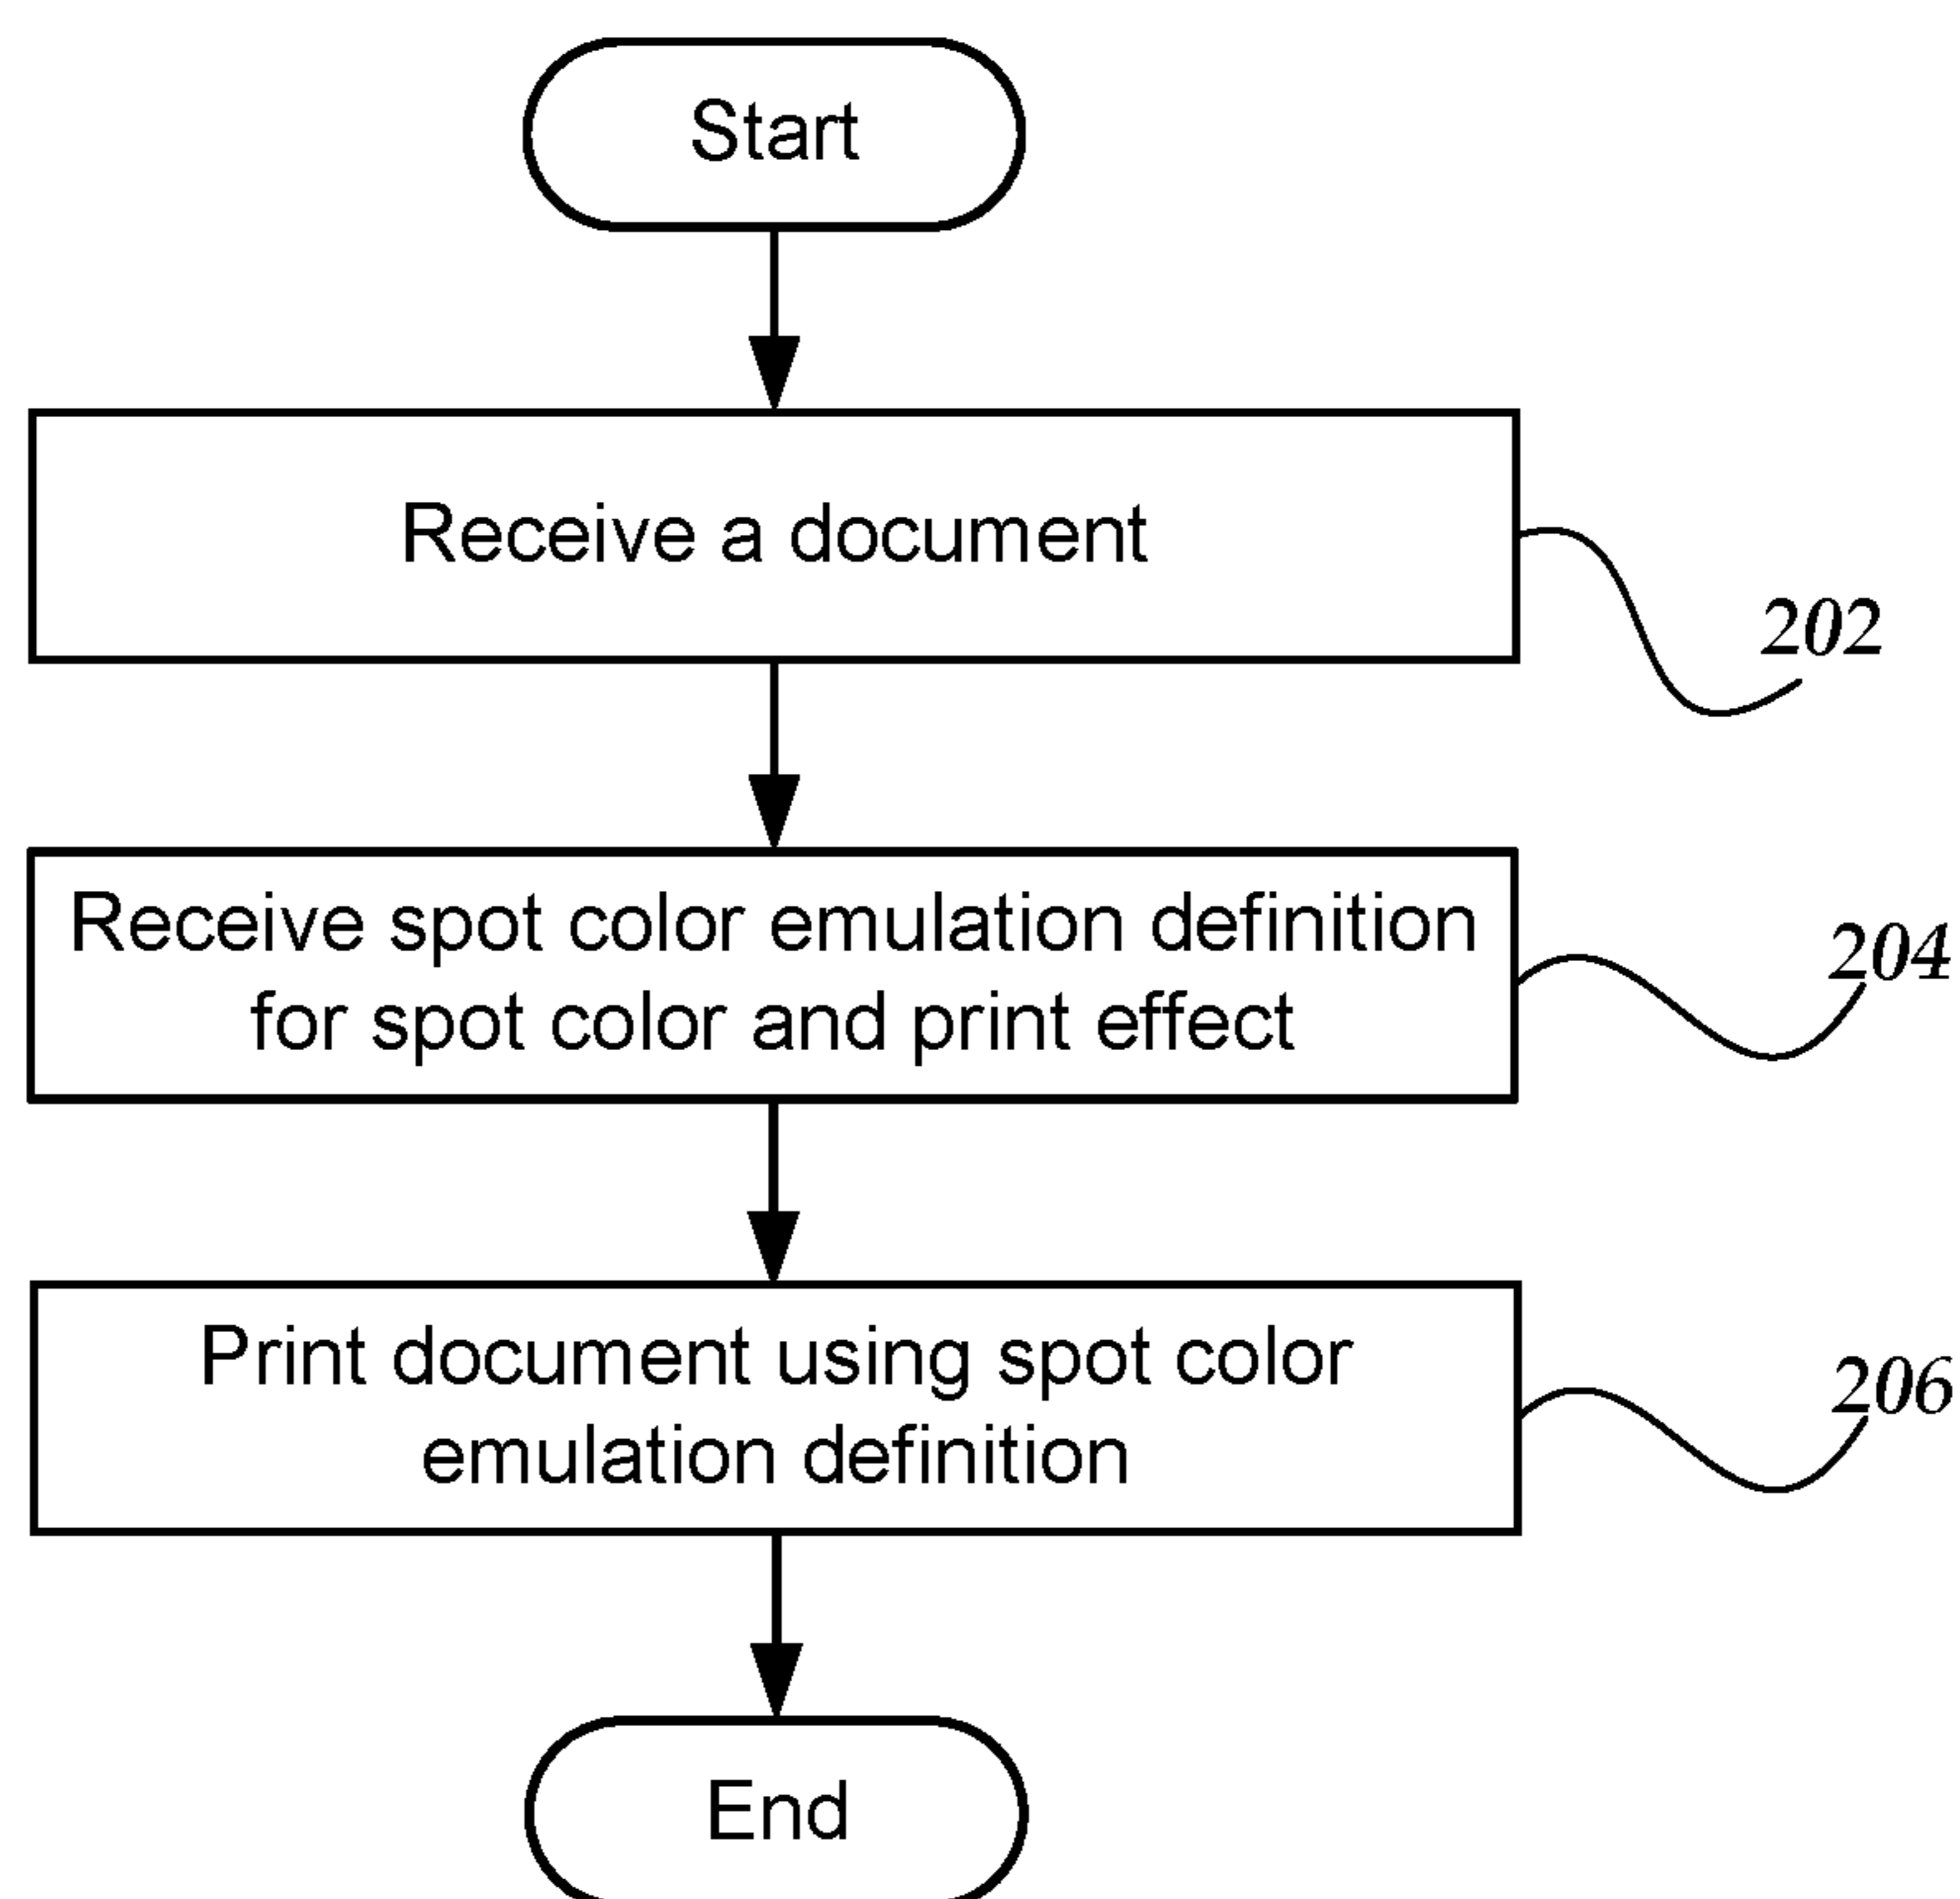 Start
Receive a document
202
Receive spot color emulation definition
for spot color and print effect
204
Print document using spot color
emulation definition
206
End